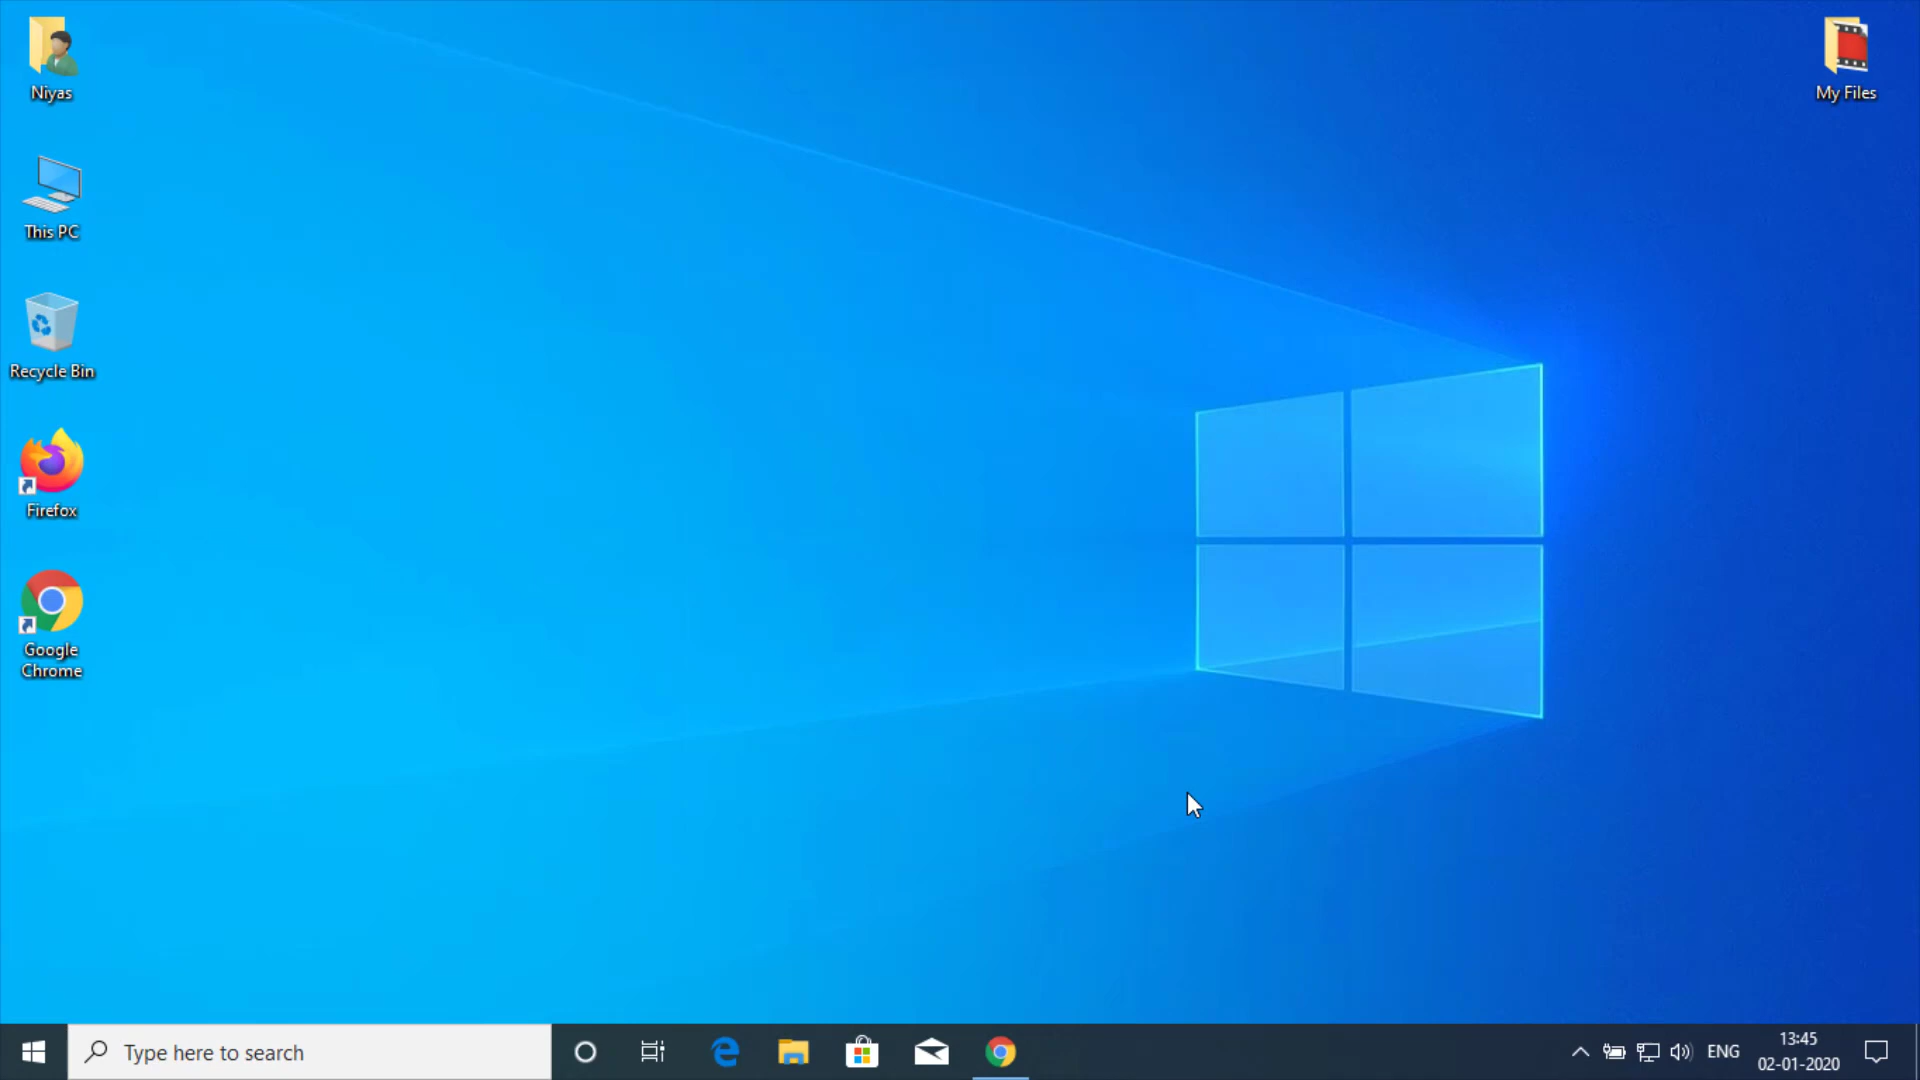 Niyas
My Files
This PC
Recycle Bin
Firefox
Google
Chrome
Type here to search
ENG
13:45
02-01-2020